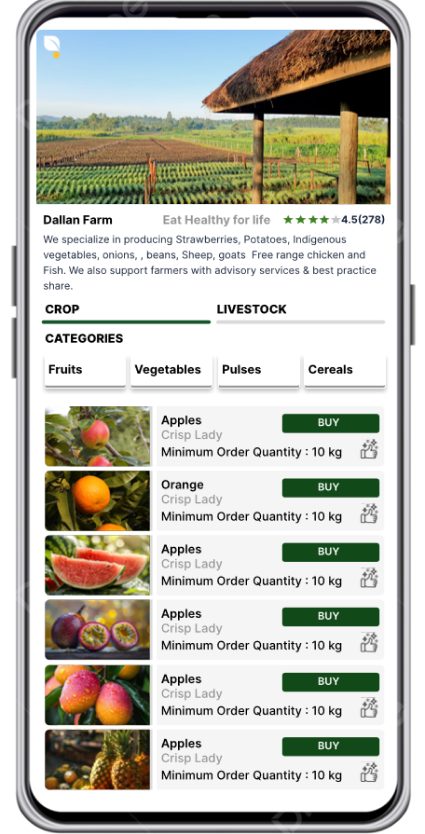 Dallan Farm Eat Healthy for life 4.5(278)
We specialize in producing Strawberries, Potatoes, Indigenous
vegetables, onions, , beans, Sheep, goats Free range chicken and
Fish. We also support farmers with advisory services & best practice
share.
CROP LIVESTOCK
CATEGORIES
Fruits Vegetables Pulses Cereals
Apples BUY
Crisp Lady
Minimum Order Quantity : 10 kg
Orange BUY
Crisp Lady
Minimum Order Quantity : 10 kg
Apples BUY
Crisp Lady
Minimum Order Quantity : 10 kg
Apples BUY
Crisp Lady
Minimum Order Quantity : 10 kg
Apples BUY
Crisp Lady
Minimum Order Quantity : 10 kg
Apples BUY
Crisp Lady
Minimum Order Quantity : 10 kg